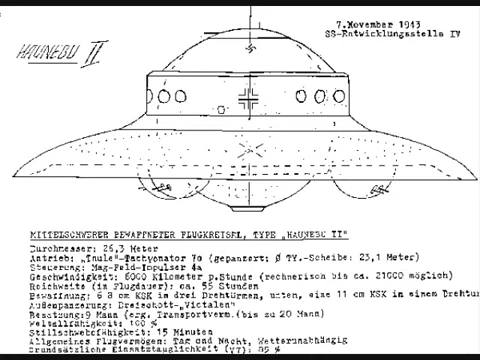 7.November 1943
SS-Entwicklungsstelle IV
HAUNEBU II
MITTELSCHWERER BEWAFFNETER FLUGKREISEL, TYPE „HAUNEBU II"
Durchmesser: 26,3 Meter
Antrieb: „Thule"-Tachyonator 7o (gepanzert; Ø TY.-Scheibe: 23,1 Meter)
Steuerung: Mag-Feld-Impulser 4a
Geschwindigkeit: 6000 Kilometer p.Stunde (rechnerisch bis ca. 21000 möglich)
Reichweite (in Flugdauer): ca. 55 Stunden
Bewaffnung: 6 8 cm KSK in drei Drehtürmen, unten, eine 11 cm KSK in einem Drehtur
Außenpanzerung: Dreischott-„Victalen"
Besatzung: 9 Mann (erg. Transportverm. bis zu 20 Mann)
Weltallfähigkeit: 100 %
Stillschwebefähigkeit: 15 Minuten
Allgemeines Flugvermögen: Tag und Nacht, Wetterunabhängig
Grundsätzliche Einsatztauglichkeit (V7):